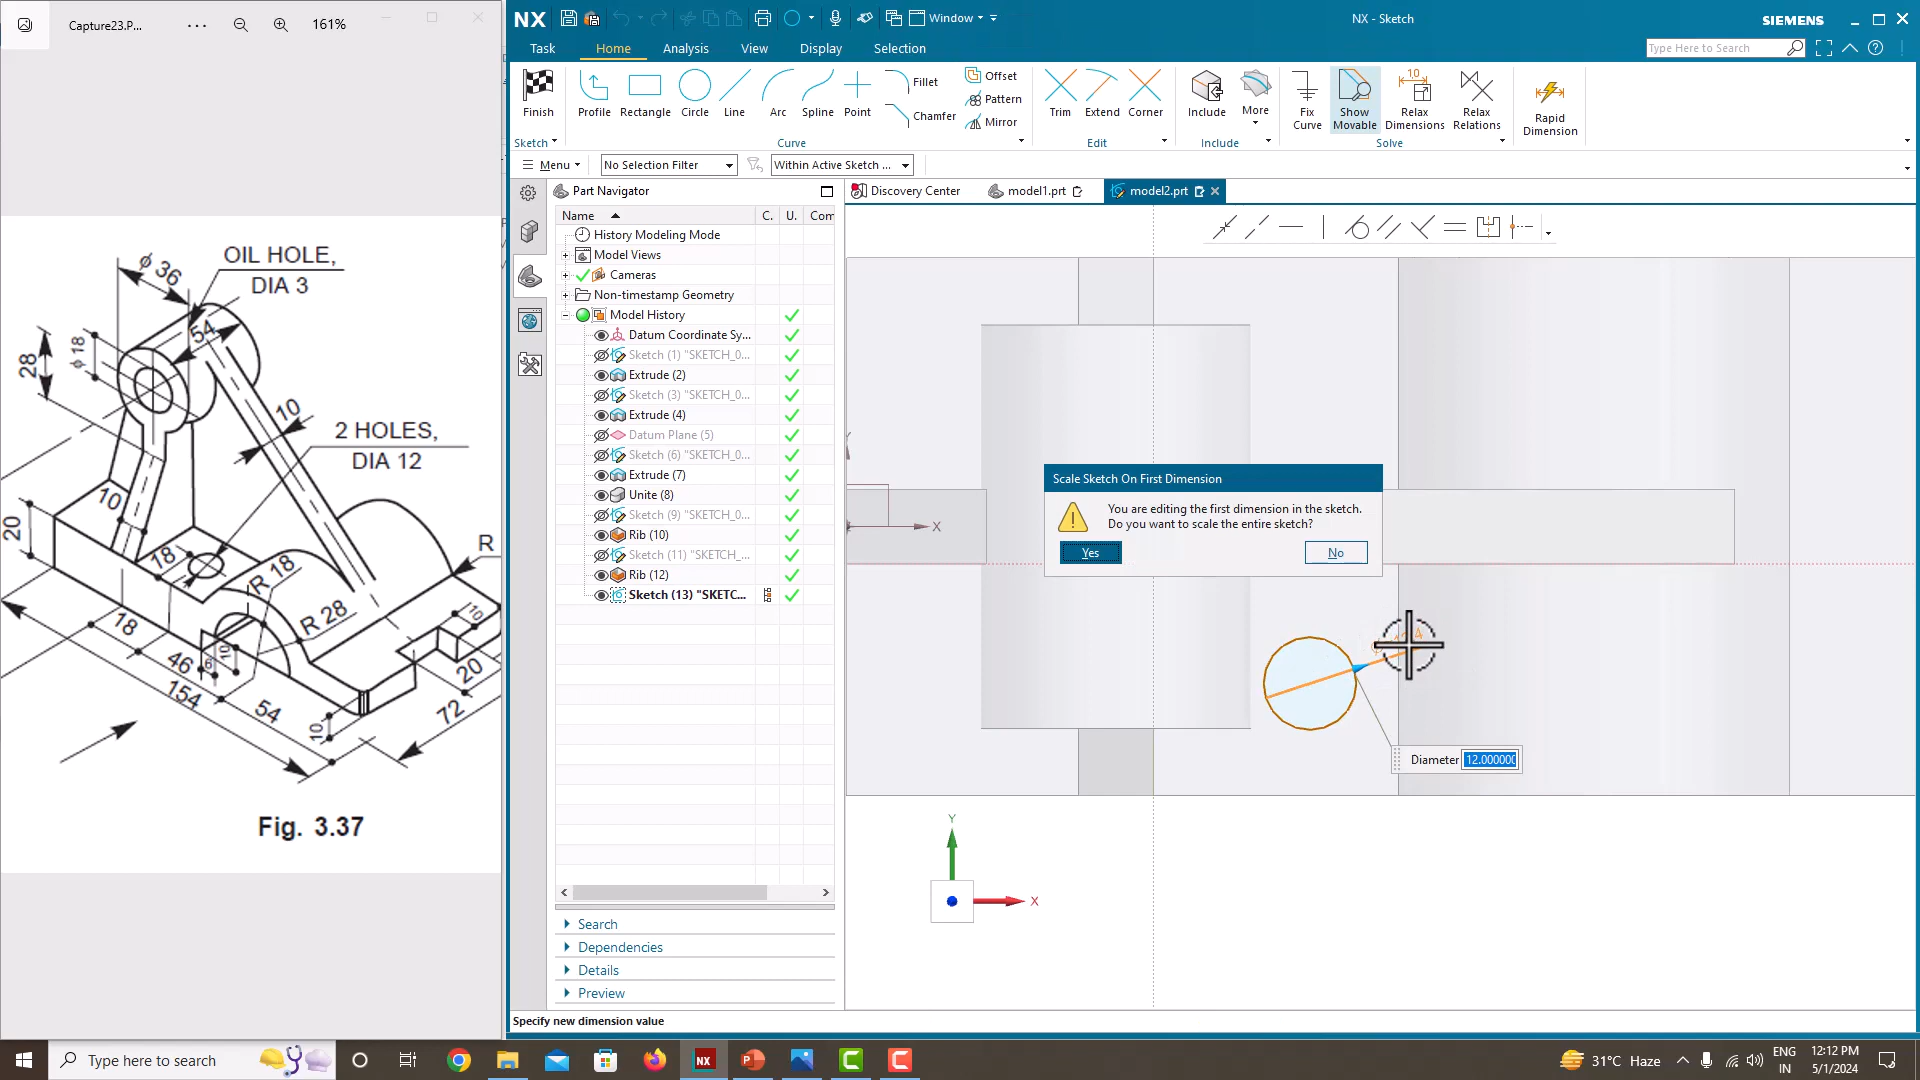 Capture23.P...
161%
NX
Window
NX - Sketch
SIEMENS
Task
Home
Analysis
View
Display
Application
Selection
Type Here to Search
Finish
Profile
Rectangle
Circle
Line
Arc
Spline
Point
Fillet
Chamfer
Offset
Pattern
Mirror
Trim
Extend
Corner
Include
More
Fix
Curve
Show
Movable
Relax
Dimensions
Relax
Relations
Rapid
Dimension
Sketch
Curve
Edit
Include
Solve
Menu
No Selection Filter
Within Active Sketch ...
Part Navigator
Discovery Center
model1.prt
model2.prt
Name
C.
U.
Com
History Modeling Mode
Model Views
Cameras
Non-timestamp Geometry
Model History
Datum Coordinate Sy...
Sketch (1) "SKETCH_0...
Extrude (2)
Sketch (3) "SKETCH_0...
Extrude (4)
Datum Plane (5)
Sketch (6) "SKETCH_0...
Extrude (7)
Unite (8)
Sketch (9) "SKETCH_0...
Rib (10)
Sketch (11) "SKETCH_...
Rib (12)
Sketch (13) "SKETC...
Search
Dependencies
Details
Preview
OIL HOLE,
DIA 3
ϕ 36
54
ϕ 18
28
10
2 HOLES,
DIA 12
10
20
18
R 18
R
R 28
10
18
10
6
46
20
154
54
72
10
Fig. 3.37
Scale Sketch On First Dimension
You are editing the first dimension in the sketch.
Do you want to scale the entire sketch?
Yes
No
X
Diameter
12.000000
Y
X
Specify new dimension value
Type here to search
31°C Haze
ENG
IN
12:12 PM
5/1/2024